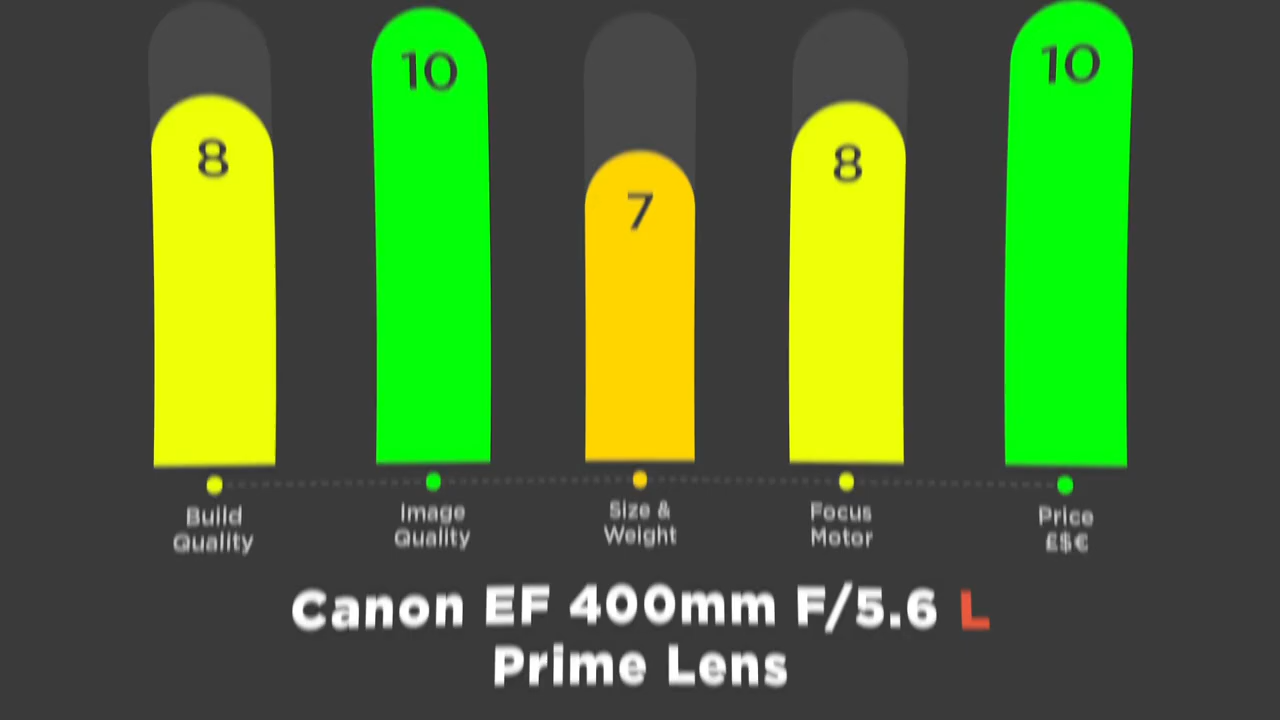 8
10
7
8
10
Build
Quality
Image
Quality
Size &
Weight
Focus
Motor
Price
£$€
Canon EF 400mm F/5.6 L
Prime Lens